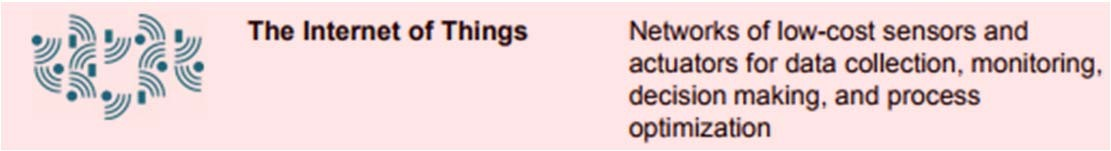 The Internet of Things
Networks of low-cost sensors and
actuators for data collection, monitoring,
decision making, and process
optimization